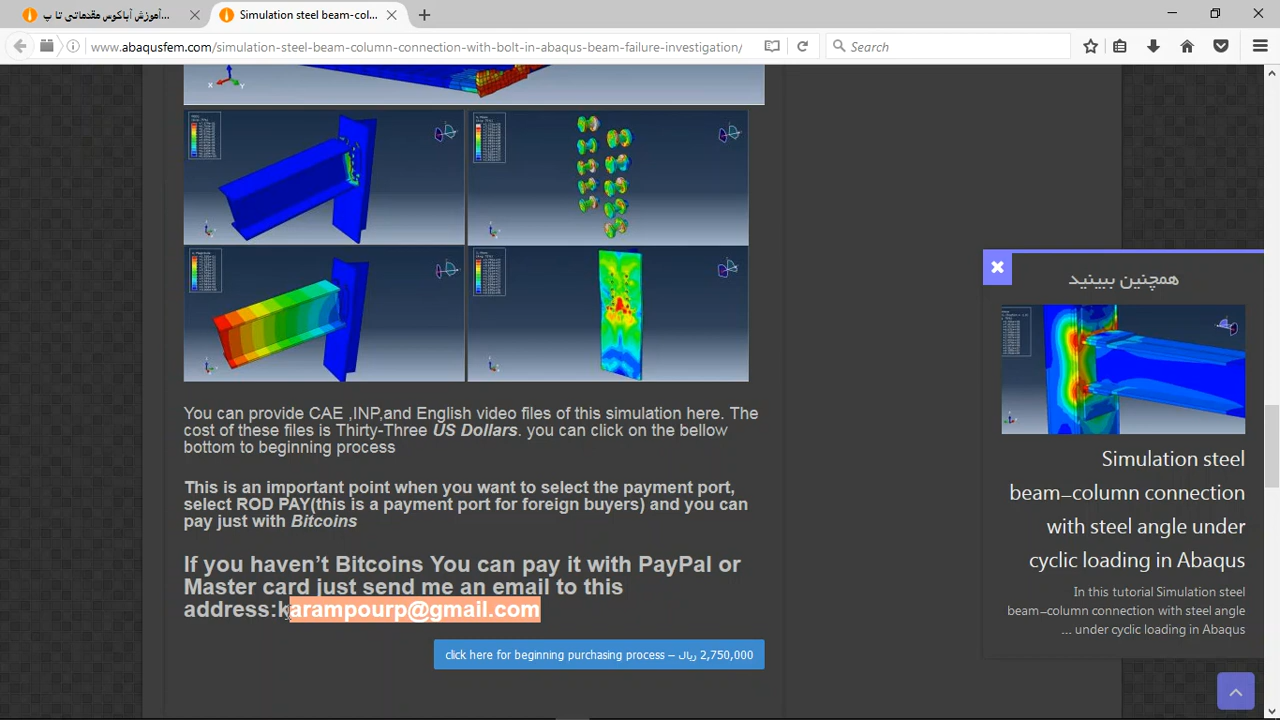 آموزش آباکوس مقدماتی تا پ...
Simulation steel beam-col...
www.abaqusfem.com/simulation-steel-beam-column-connection-with-bolt-in-abaqus-beam-failure-investigation/
Search
You can provide CAE ,INP,and English video files of this simulation here. The
cost of these files is Thirty-Three US Dollars. you can click on the bellow
bottom to beginning process
This is an important point when you want to select the payment port,
select ROD PAY(this is a payment port for foreign buyers) and you can
pay just with Bitcoins
If you haven’t Bitcoins You can pay it with PayPal or
Master card just send me an email to this
address:karampourp@gmail.com
click here for beginning purchasing process – 2,750,000 ریال
همچنین ببینید
Simulation steel
beam–column connection
with steel angle under
cyclic loading in Abaqus
In this tutorial Simulation steel
beam–column connection with steel angle
under cyclic loading in Abaqus ...